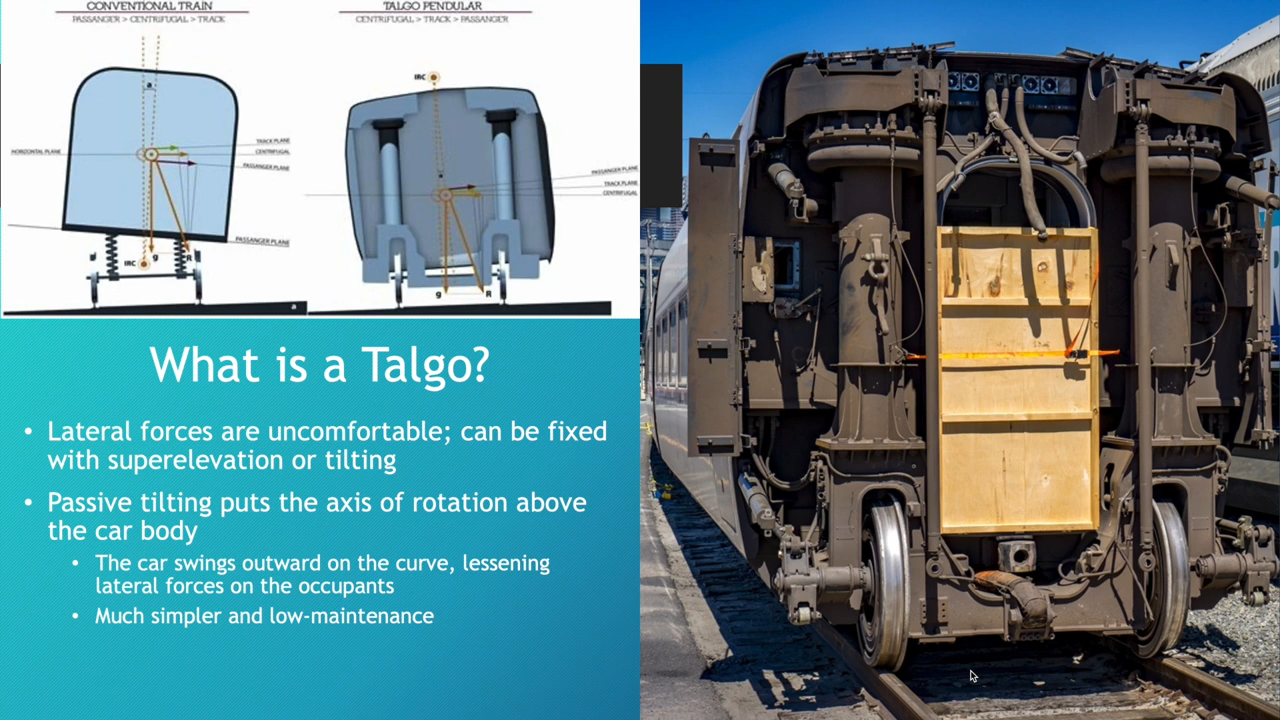 CONVENTIONAL TRAIN
PASSANGER > CENTRIFUGAL > TRACK
TALGO PENDULAR
CENTRIFUGAL > TRACK > PASSANGER
IRC
a
HORIZONTAL PLANE
TRACK PLANE
CENTRIFUGAL
PASSANGER PLANE
PASSANGER PLANE
TRACK PLANE
CENTRIFUGAL
PASSANGER PLANE
IRC
g
R
g
R
a
What is a Talgo?
• Lateral forces are uncomfortable; can be fixed
with superelevation or tilting
• Passive tilting puts the axis of rotation above
the car body
• The car swings outward on the curve, lessening
lateral forces on the occupants
• Much simpler and low-maintenance